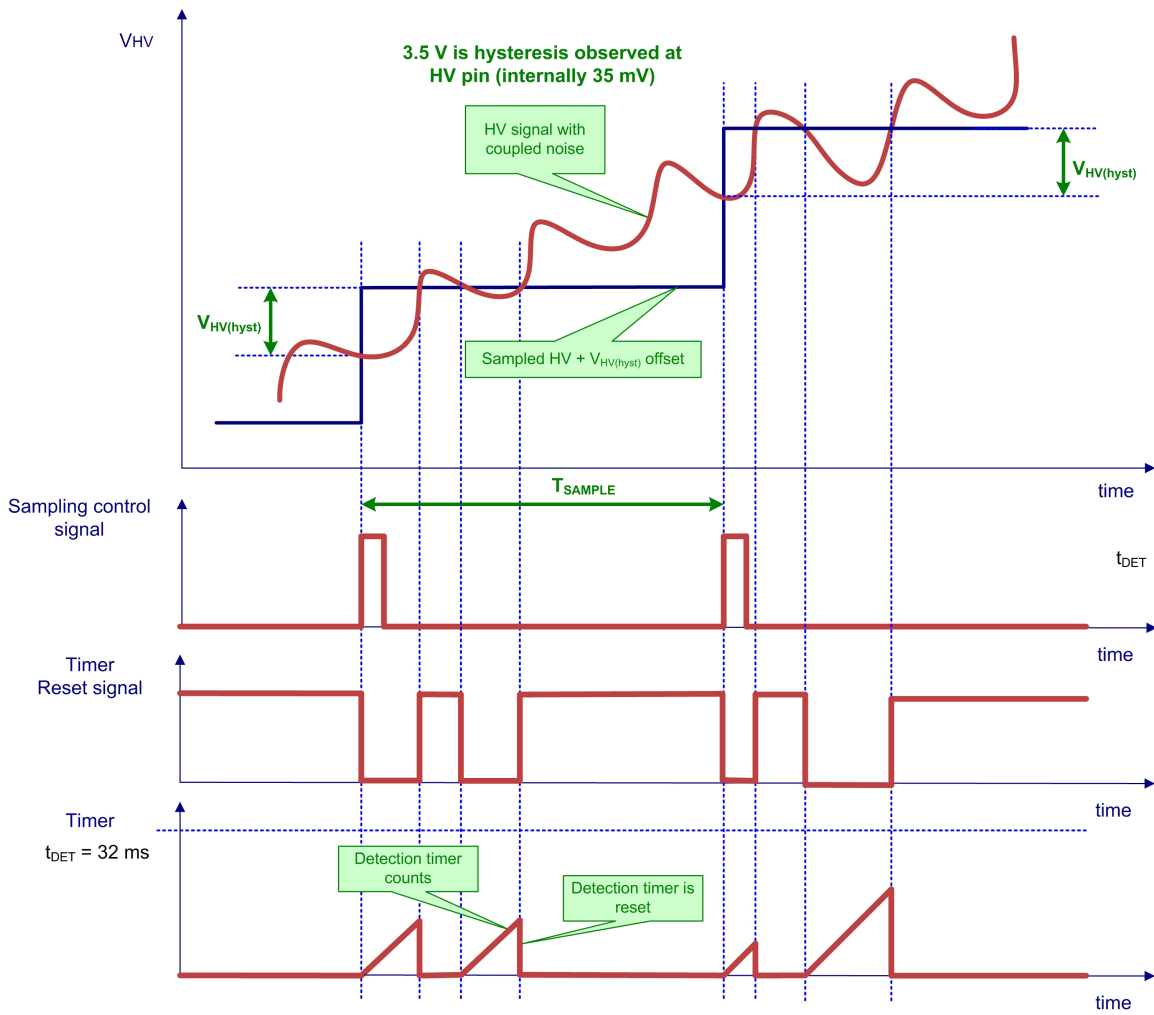 VHV
3.5 V is hysteresis observed at
HV pin (internally 35 mV)
HV signal with
coupled noise
VHV(hyst)
VHV(hyst)
Sampled HV + VHV(hyst) offset
time
TSAMPLE
Sampling control
signal
tDET
time
Timer
Reset signal
time
Timer
tDET = 32 ms
Detection timer
counts
Detection timer is
reset
time